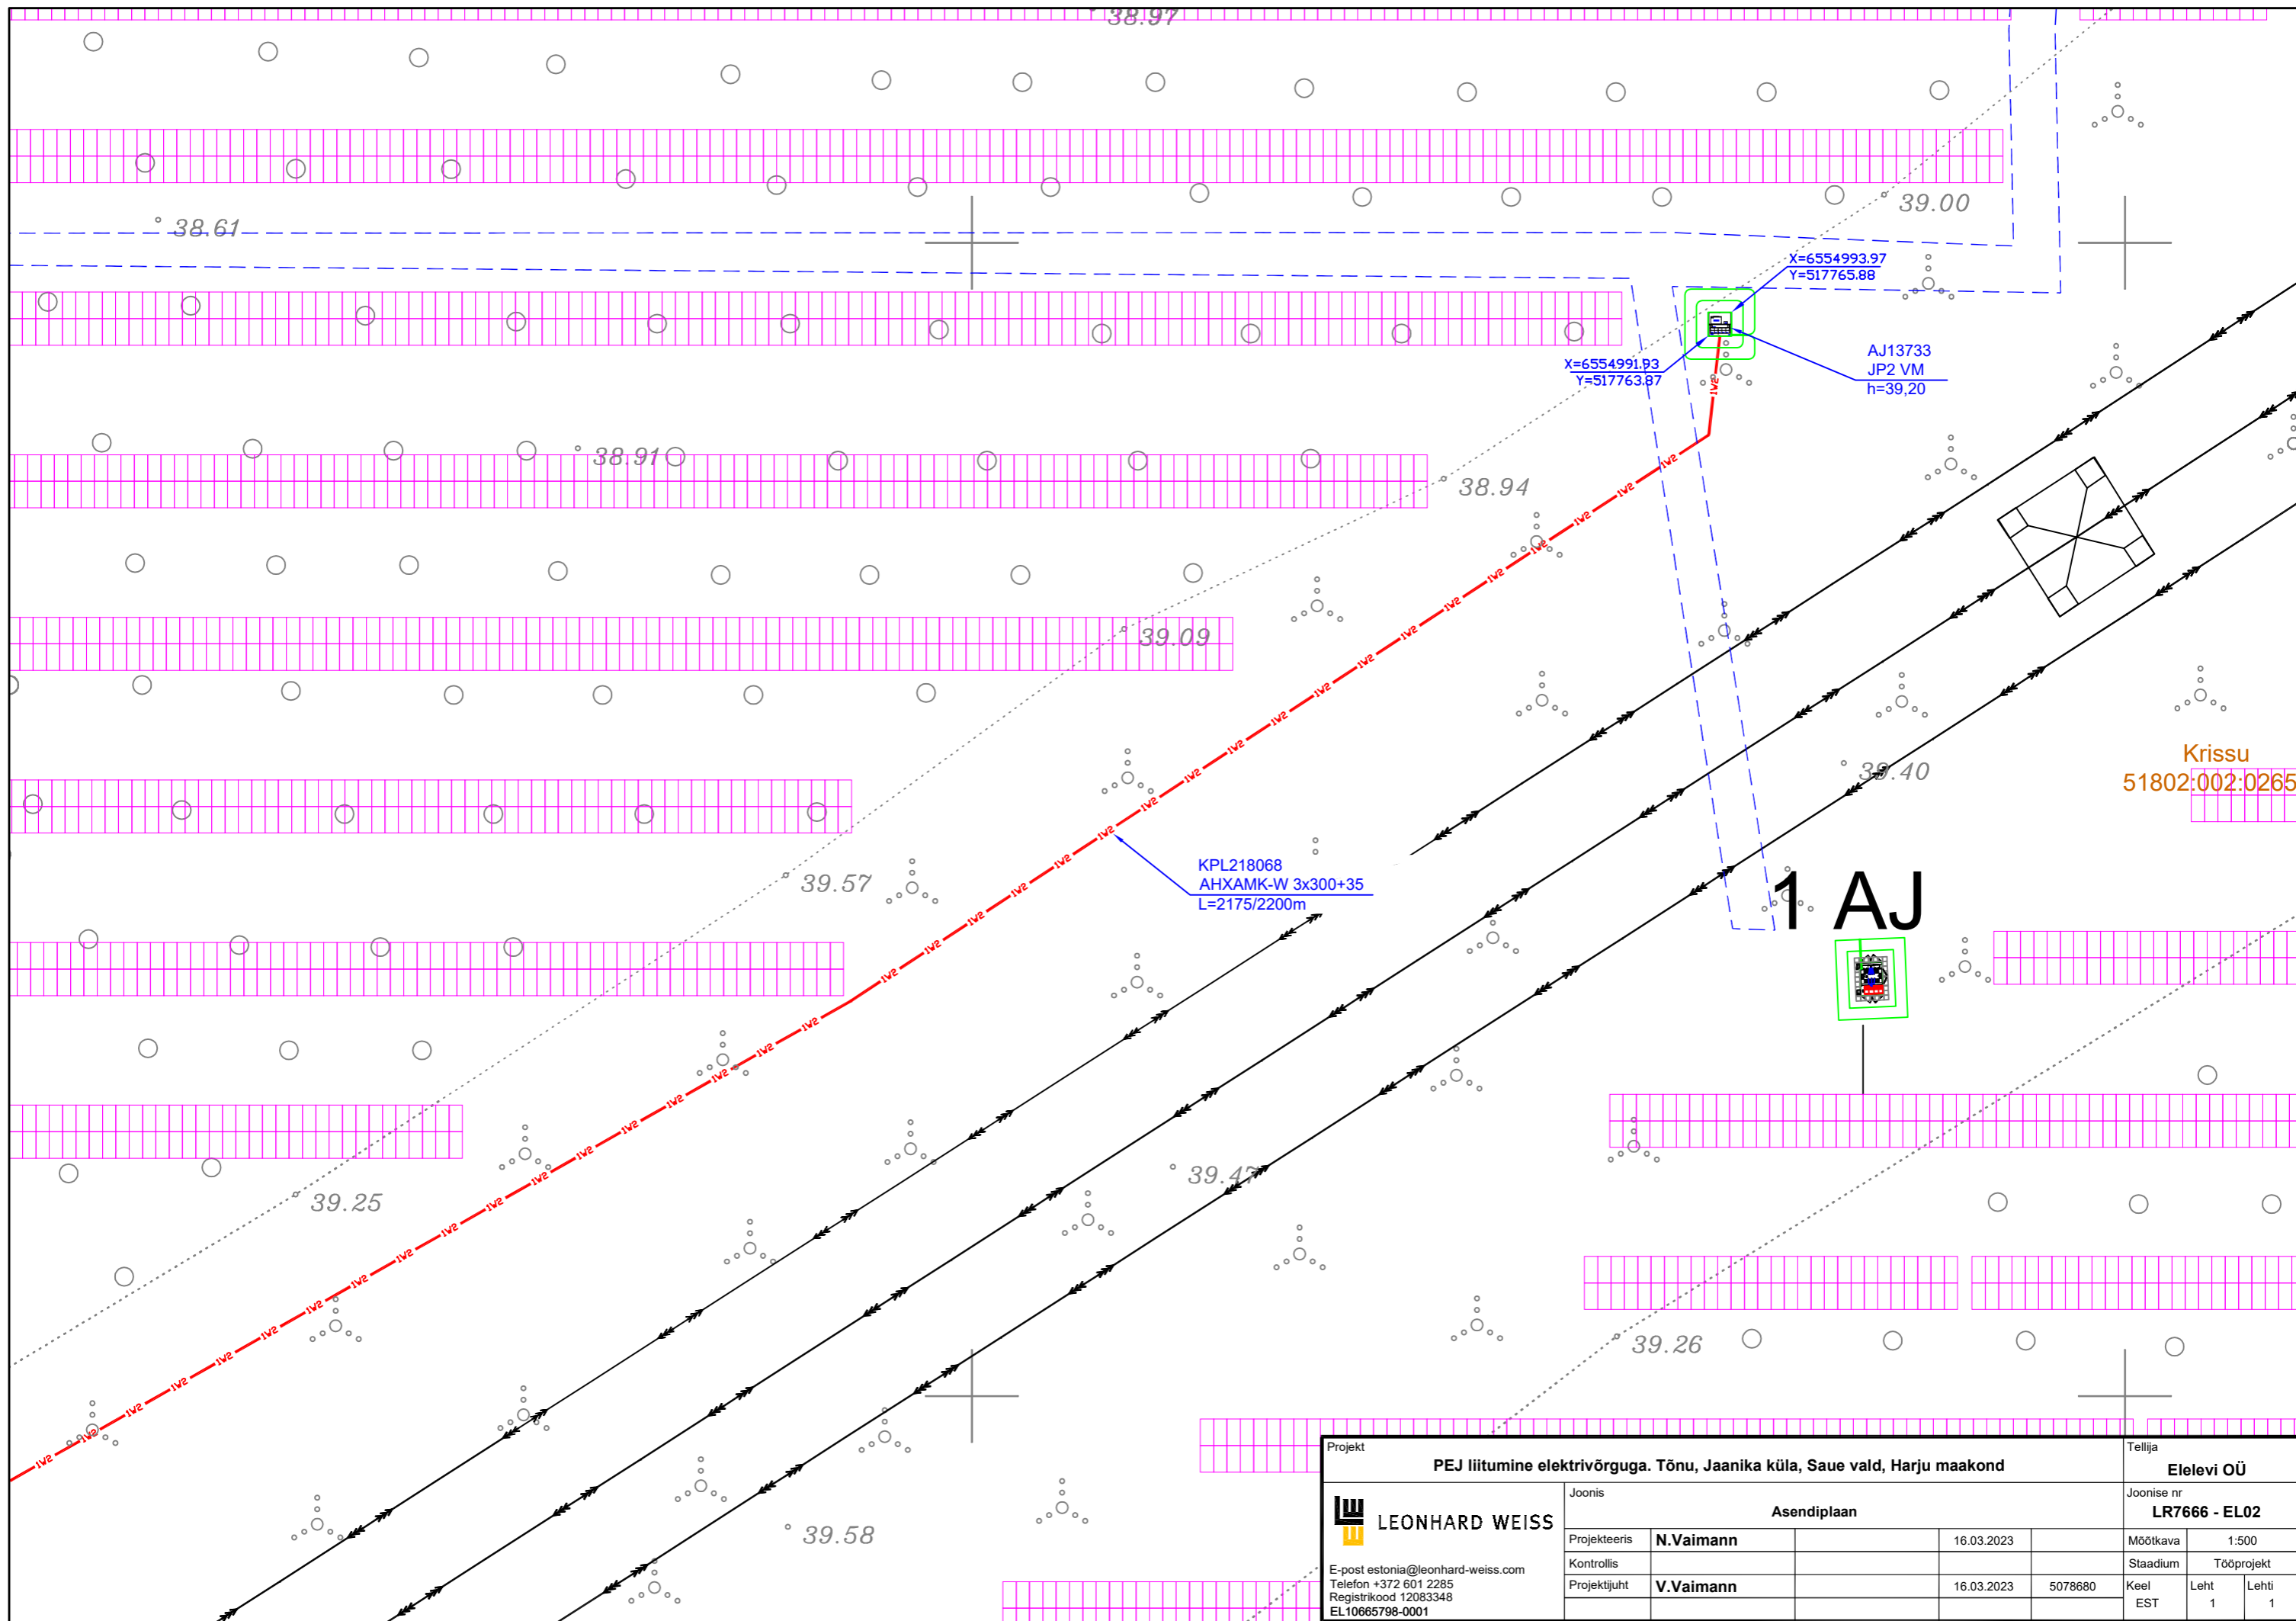 38.97
39.00
38.61
X=6554993.97
Y=517765.88
AJ13733
JP2 VM
h=39,20
X=6554991.93
Y=517763.87
1W2
38.91
38.94
39.09
Krissu
51802:002:0265
39.40
39.57
KPL218068
AHXAMK-W 3x300+35
L=2175/2200m
1 AJ
39.47
39.25
39.26
39.58
Projekt
PEJ liitumine elektrivõrguga. Tõnu, Jaanika küla, Saue vald, Harju maakond
Tellija
Elelevi OÜ
LEONHARD WEISS
E-post estonia@leonhard-weiss.com
Telefon +372 601 2285
Registrikood 12083348
EL10665798-0001
Joonis
Asendiplaan
Joonise nr
LR7666 - EL02
Projekteeris N.Vaimann 16.03.2023
Mõõtkava 1:500
Kontrollis
Staadium Tööprojekt
Projektijuht V.Vaimann 16.03.2023 5078680
Keel Leht Lehti
EST 1 1